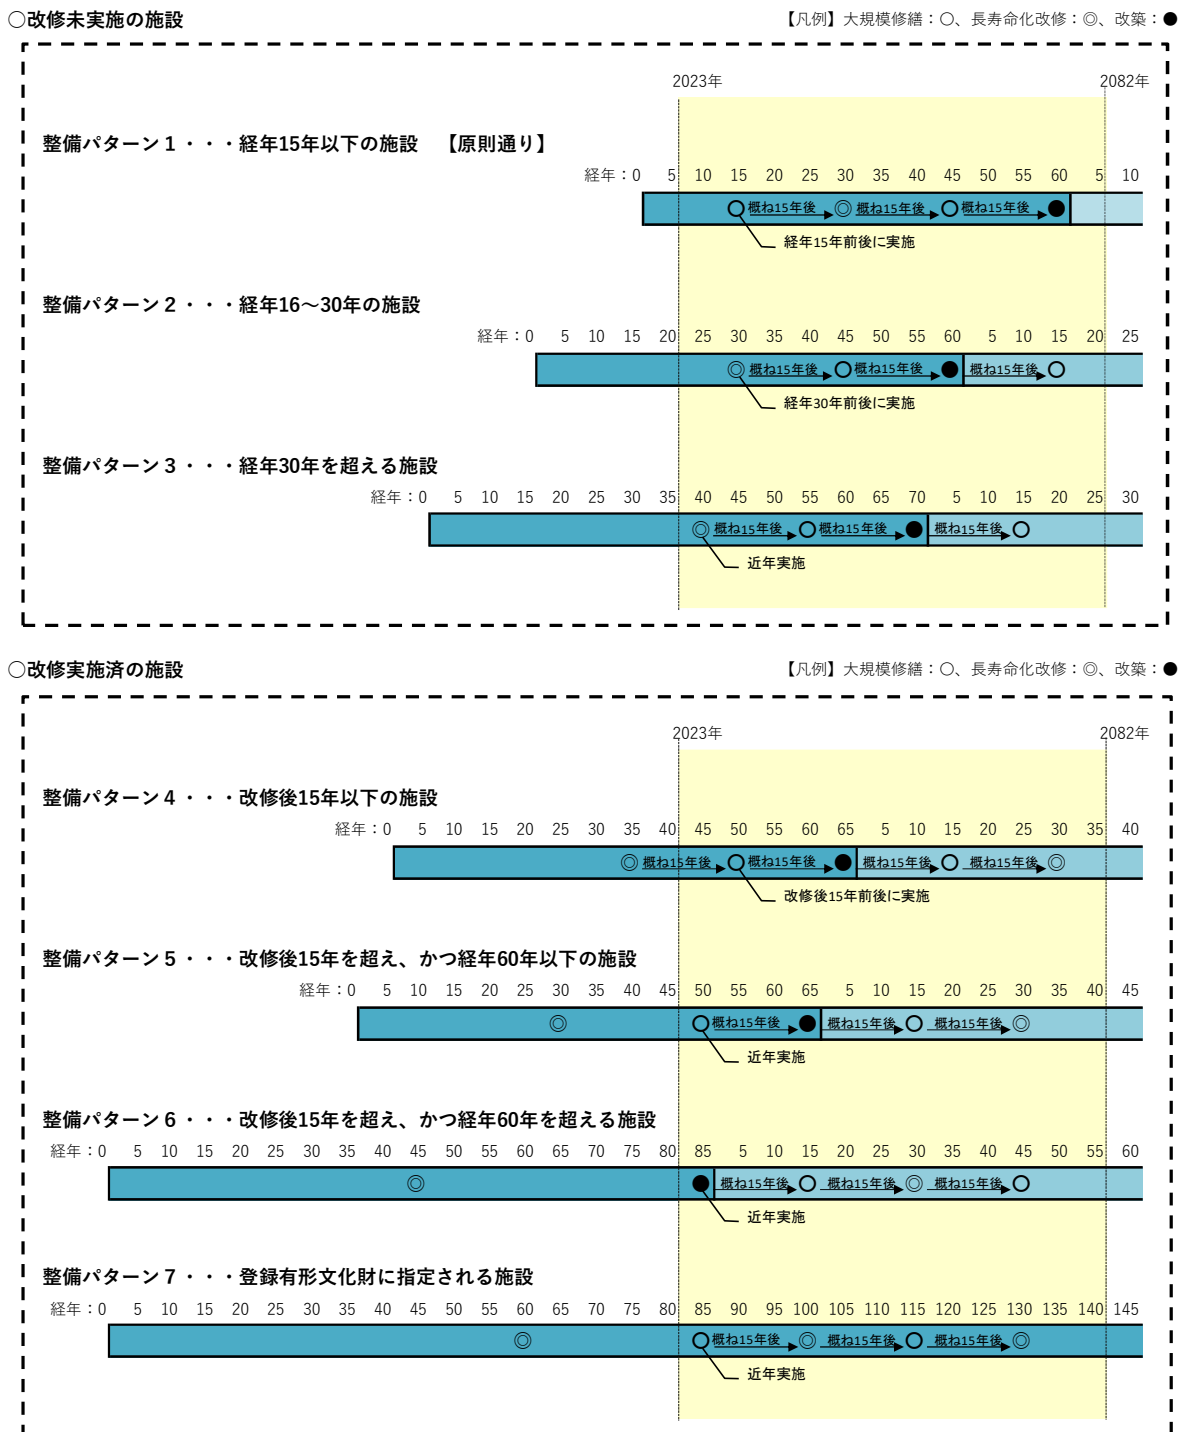 ○改修未実施の施設
【凡例】大規模修繕：○、長寿命化改修：◎、改築：●
2023年 2082年
整備パターン１・・・経年15年以下の施設　【原則通り】
経年：0 5 10 15 20 25 30 35 40 45 50 55 60 5 10
○ 概ね15年後 ◎ 概ね15年後 ○ 概ね15年後 ●
経年15年前後に実施
整備パターン２・・・経年16～30年の施設
経年：0 5 10 15 20 25 30 35 40 45 50 55 60 5 10 15 20 25
◎ 概ね15年後 ○ 概ね15年後 ● 概ね15年後 ○
経年30年前後に実施
整備パターン３・・・経年30年を超える施設
経年：0 5 10 15 20 25 30 35 40 45 50 55 60 65 70 5 10 15 20 25 30
◎ 概ね15年後 ○ 概ね15年後 ● 概ね15年後 ○
近年実施
○改修実施済の施設
【凡例】大規模修繕：○、長寿命化改修：◎、改築：●
2023年 2082年
整備パターン４・・・改修後15年以下の施設
経年：0 5 10 15 20 25 30 35 40 45 50 55 60 65 5 10 15 20 25 30 35 40
◎ 概ね15年後 ○ 概ね15年後 ● 概ね15年後 ○ 概ね15年後 ◎
改修後15年前後に実施
整備パターン５・・・改修後15年を超え、かつ経年60年以下の施設
経年：0 5 10 15 20 25 30 35 40 45 50 55 60 65 5 10 15 20 25 30 35 40 45
◎ ○ 概ね15年後 ● 概ね15年後 ○ 概ね15年後 ◎
近年実施
整備パターン６・・・改修後15年を超え、かつ経年60年を超える施設
経年：0 5 10 15 20 25 30 35 40 45 50 55 60 65 70 75 80 85 5 10 15 20 25 30 35 40 45 50 55 60
◎ ● 概ね15年後 ○ 概ね15年後 ◎ 概ね15年後 ○
近年実施
整備パターン７・・・登録有形文化財に指定される施設
経年：0 5 10 15 20 25 30 35 40 45 50 55 60 65 70 75 80 85 90 95 100 105 110 115 120 125 130 135 140 145
◎ ○ 概ね15年後 ◎ 概ね15年後 ○ 概ね15年後 ◎
近年実施